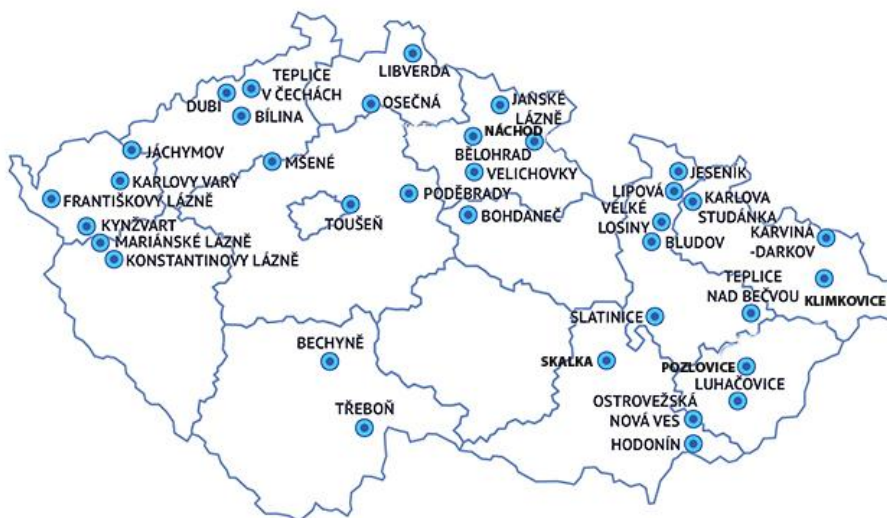 LIBVERDA
TEPLICE
V ČECHÁCH
DUBI
BÍLINA
OSEČNÁ
JANSKÉ
LÁZNĚ
NÁCHOD
BĚLOHRAD
VELICHOVKY
JÁCHYMOV
MŠENÉ
KARLOVY VARY
FRANTIŠKOVY LÁZNĚ
PODĚBRADY
TOUŠEŇ
BOHDANEČ
KYNŽVART
MARIÁNSKÉ LÁZNĚ
KONSTANTINOVY LÁZNĚ
JESENÍK
LIPOVÁ
KARLOVA
STUDÁNKA
VELKÉ
LOSINY
BLUDOV
KARVINÁ
-DARKOV
TEPLICE
NAD BEČVOU
KLIMKOVICE
SLATINICE
BECHYNĚ
SKALKA
POZLOVICE
LUHAČOVICE
TŘEBOŇ
OSTROVEŽSKÁ
NOVÁ VES
HODONÍN